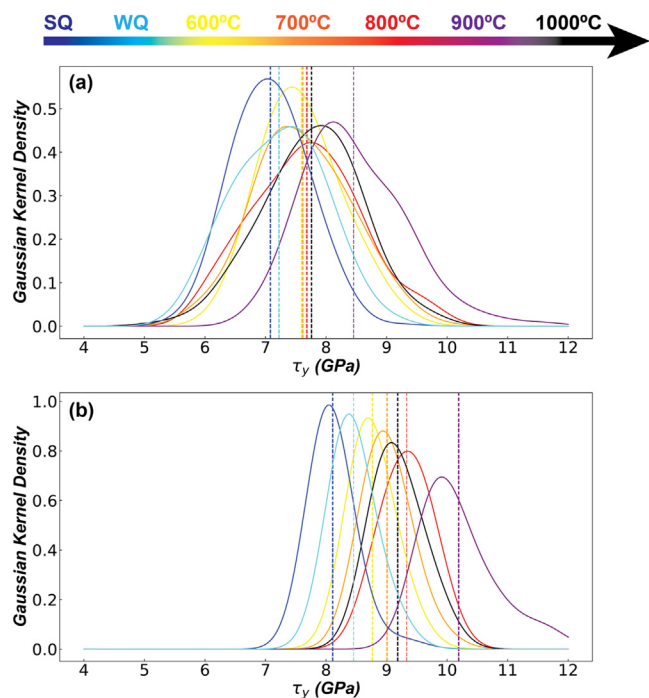 SQ WQ 600ºC 700ºC 800ºC 900ºC 1000ºC
(a)
Gaussian Kernel Density
0.5
0.4
0.3
0.2
0.1
0.0
4 5 6 7 8 9 10 11 12
τy (GPa)
(b)
Gaussian Kernel Density
1.0
0.8
0.6
0.4
0.2
0.0
4 5 6 7 8 9 10 11 12
τy (GPa)